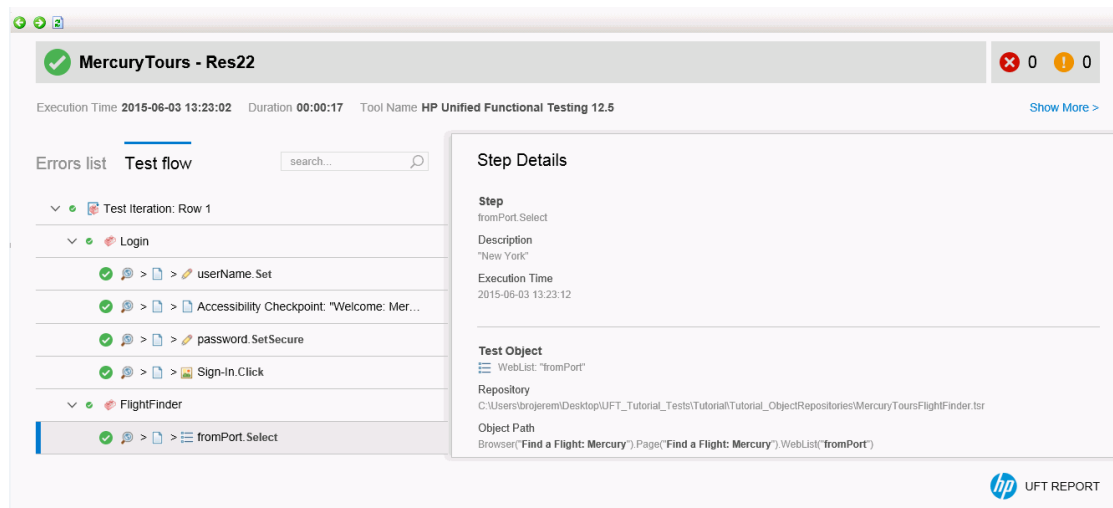 MercuryTours - Res22
0
0
Execution Time 2015-06-03 13:23:02 Duration 00:00:17 Tool Name HP Unified Functional Testing 12.5
Show More >
Errors list Test flow
search...
Test Iteration: Row 1
Login
> > userName.Set
> > Accessibility Checkpoint: "Welcome: Mer...
> > password.SetSecure
> > Sign-In.Click
FlightFinder
> > fromPort.Select
Step Details
Step
fromPort.Select
Description
"New York"
Execution Time
2015-06-03 13:23:12
Test Object
WebList: "fromPort"
Repository
C:\Users\brojerem\Desktop\UFT_Tutorial_Tests\Tutorial\Tutorial_ObjectRepositories\MercuryToursFlightFinder.tsr
Object Path
Browser("Find a Flight: Mercury").Page("Find a Flight: Mercury").WebList("fromPort")
hp UFT REPORT